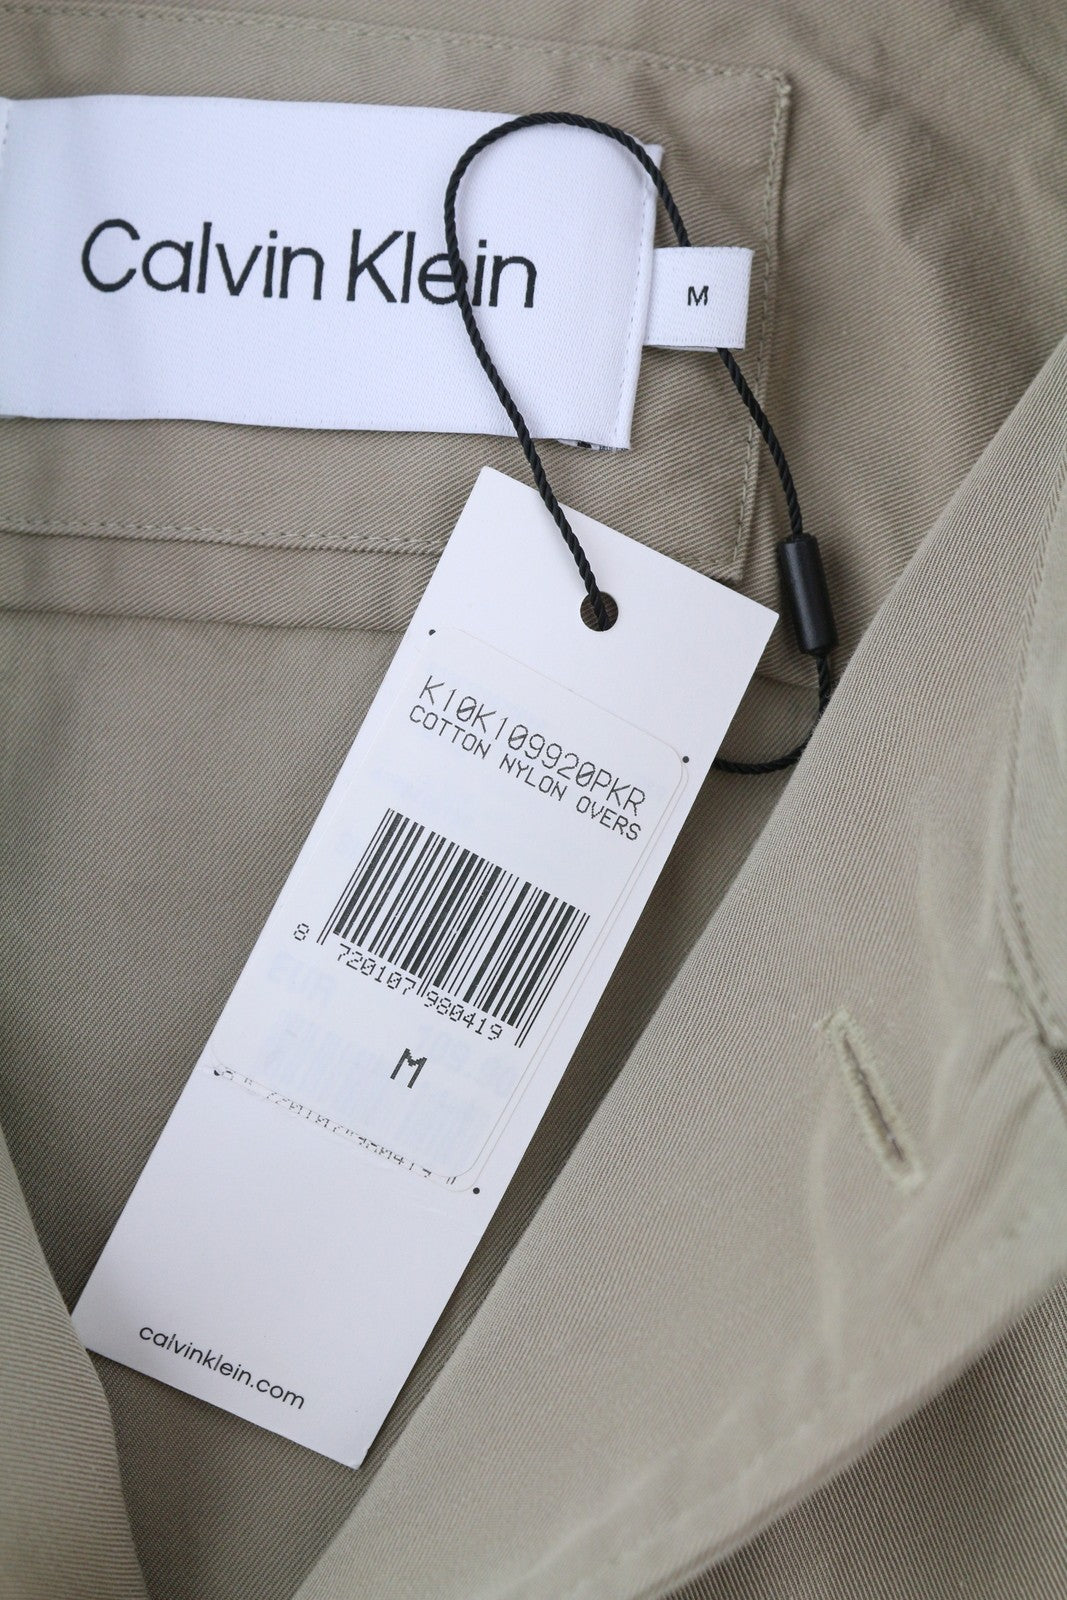 Calvin Klein
M
K10K109920PKR
COTTON NYLON OVERS
8 720107 980419
M
calvinklein.com